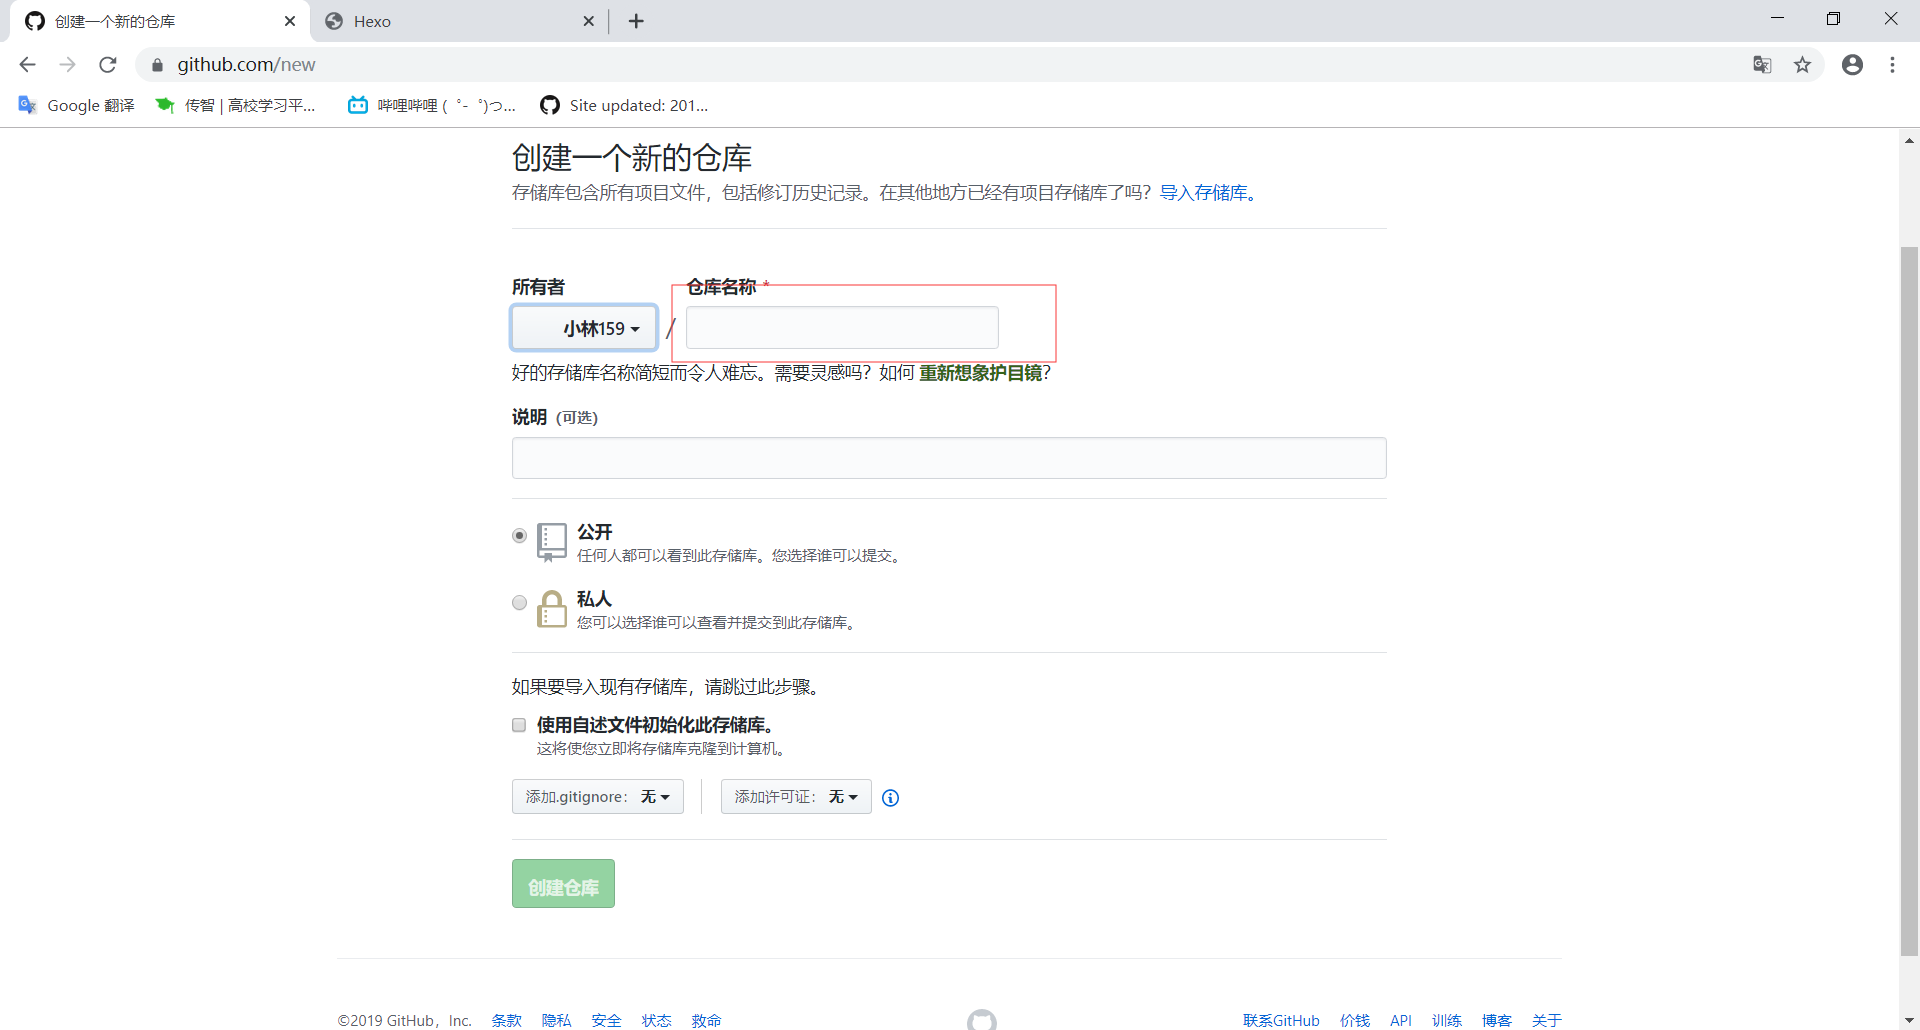 创建一个新的仓库
Hexo
github.com/new
Google 翻译
传智 | 高校学习平...
哔哩哔哩 ( ゜- ゜)つ...
Site updated: 201...
创建一个新的仓库
存储库包含所有项目文件，包括修订历史记录。在其他地方已经有项目存储库了吗？导入存储库。
所有者
仓库名称 *
小林159
/
好的存储库名称简短而令人难忘。需要灵感吗？如何 重新想象护目镜？
说明 （可选）
公开
任何人都可以看到此存储库。您选择谁可以提交。
私人
您可以选择谁可以查看并提交到此存储库。
如果要导入现有存储库，请跳过此步骤。
使用自述文件初始化此存储库。
这将使您立即将存储库克隆到计算机。
添加.gitignore： 无
添加许可证： 无
创建仓库
©2019 GitHub，Inc. 条款 隐私 安全 状态 救命
联系GitHub 价钱 API 训练 博客 关于